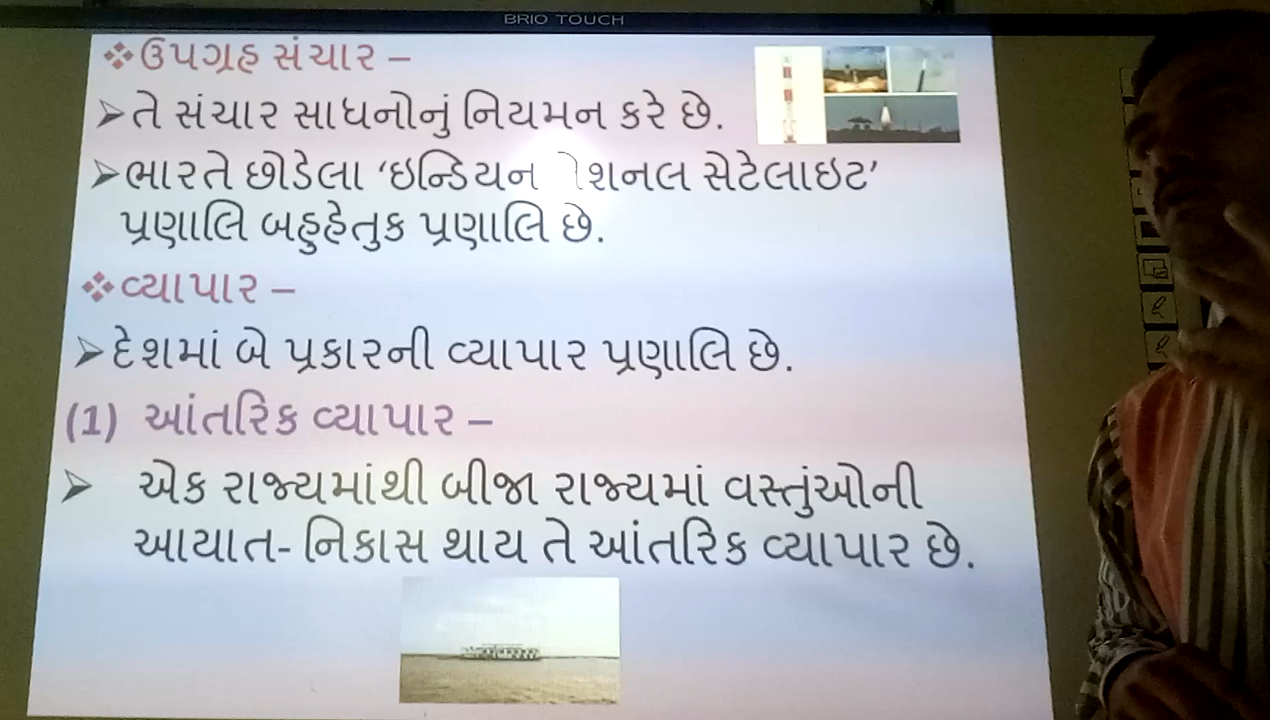 BRIO TOUCH
❖ઉપગ્રહ સંચાર –
➢તે સંચાર સાધનોનું નિયમન કરે છે.
➢ભારતે છોડેલા ‘ઇન્ડિયન સેટેલાઇટ’
પ્રણાલિ બહુહેતુક પ્રણાલિ છે.
❖વ્યાપાર –
➢દેશમાં બે પ્રકારની વ્યાપાર પ્રણાલિ છે.
(1) આંતરિક વ્યાપાર –
➢ એક રાજ્યમાંથી બીજા રાજ્યમાં વસ્તુંઓની
આયાત- નિકાસ થાય તે આંતરિક વ્યાપાર છે.